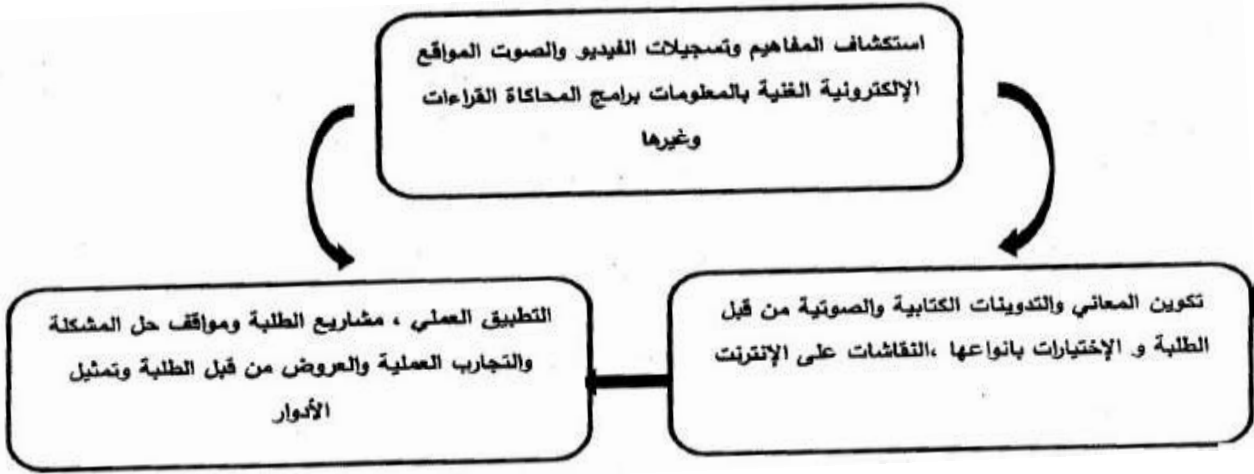 استكشاف المفاهيم وتسجيلات الفيديو والصوت المواقع
الإلكترونية الغنية بالمعلومات برامج المحاكاة القراءات
وغيرها
تكوين المعاني والتدوينات الكتابية والصوتية من قبل
الطلبة و الإختيارات بانواعها ،النقاشات على الإنترنت
التطبيق العملي ، مشاريع الطلبة ومواقف حل المشكلة
والتجارب العملية والعروض من قبل الطلبة وتمثيل
الأدوار